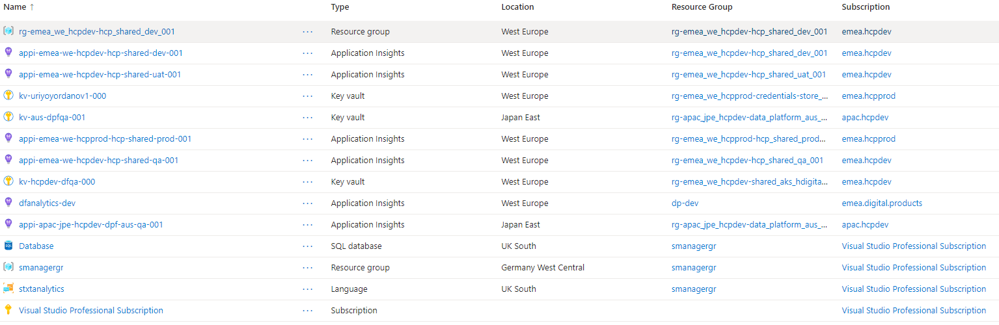 Name ↑ Type Location Resource Group Subscription
rg-emea_we_hcpdev-hcp_shared_dev_001 ... Resource group West Europe rg-emea_we_hcpdev-hcp_shared_dev_001 emea.hcpdev
appi-emea-we-hcpdev-hcp-shared-dev-001 ... Application Insights West Europe rg-emea_we_hcpdev-hcp_shared_dev_001 emea.hcpdev
appi-emea-we-hcpdev-hcp-shared-uat-001 ... Application Insights West Europe rg-emea_we_hcpdev-hcp_shared_uat_001 emea.hcpdev
kv-uriyoyordanov1-000 ... Key vault West Europe rg-emea_we_hcpprod-credentials-store_... emea.hcpprod
kv-aus-dpfqa-001 ... Key vault Japan East rg-apac_jpe_hcpdev-data_platform_aus_... apac.hcpdev
appi-emea-we-hcpprod-hcp-shared-prod-001 ... Application Insights West Europe rg-emea_we_hcpprod-hcp_shared_prod... emea.hcpprod
appi-emea-we-hcpdev-hcp-shared-qa-001 ... Application Insights West Europe rg-emea_we_hcpdev-hcp_shared_qa_001 emea.hcpdev
kv-hcpdev-dfqa-000 ... Key vault West Europe rg-emea_we_hcpdev-shared_aks_hdigita... emea.hcpdev
dfanalytics-dev ... Application Insights West Europe dp-dev emea.digital.products
appi-apac-jpe-hcpdev-dpf-aus-qa-001 ... Application Insights Japan East rg-apac_jpe_hcpdev-data_platform_aus_... apac.hcpdev
SQL Database ... SQL database UK South smanagergr Visual Studio Professional Subscription
smanagergr ... Resource group Germany West Central smanagergr Visual Studio Professional Subscription
stxtanalytics ... Language UK South smanagergr Visual Studio Professional Subscription
Visual Studio Professional Subscription ... Subscription Visual Studio Professional Subscription